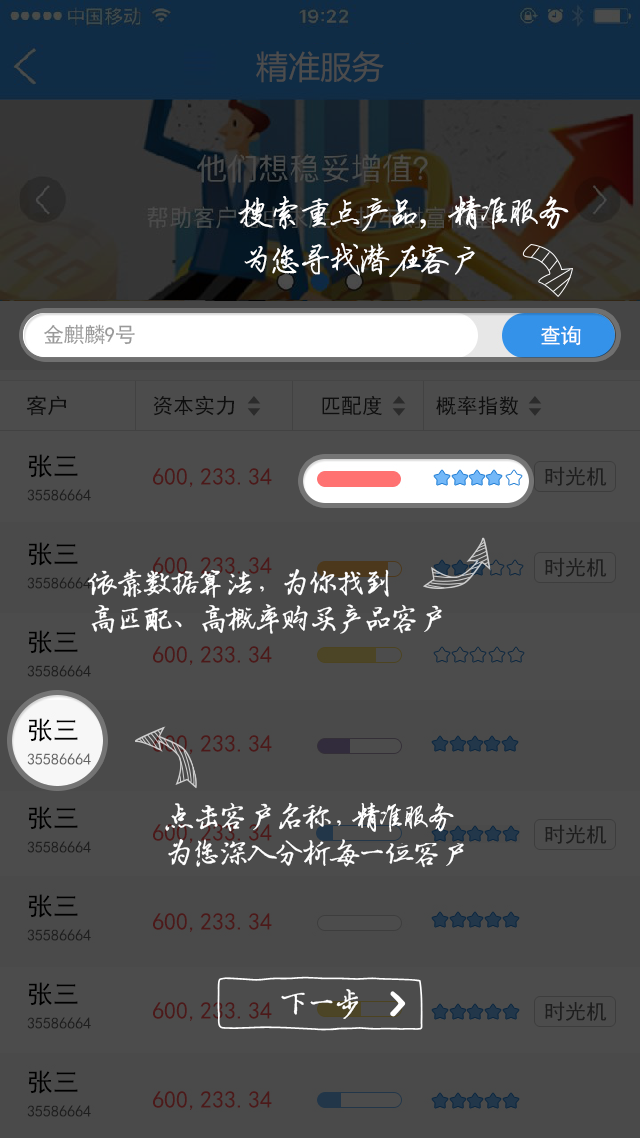 中国移动
19:22
精准服务
他们想稳妥增值?
帮助客户
搜索重点产品，精准服务
为您寻找潜在客户
金麒麟9号
查询
客户
资本实力
匹配度
概率指数
张三
35586664
600,233.34
时光机
张三
35586664
600,233.34
时光机
依靠数据算法，为你找到
高匹配、高概率购买产品客户
张三
35586664
600,233.34
张三
35586664
600,233.34
点击客户名称，精准服务
为您深入分析每一位客户
张三
35586664
600,233.34
时光机
张三
35586664
600,233.34
下一步
张三
35586664
600,233.34
时光机
张三
35586664
600,233.34